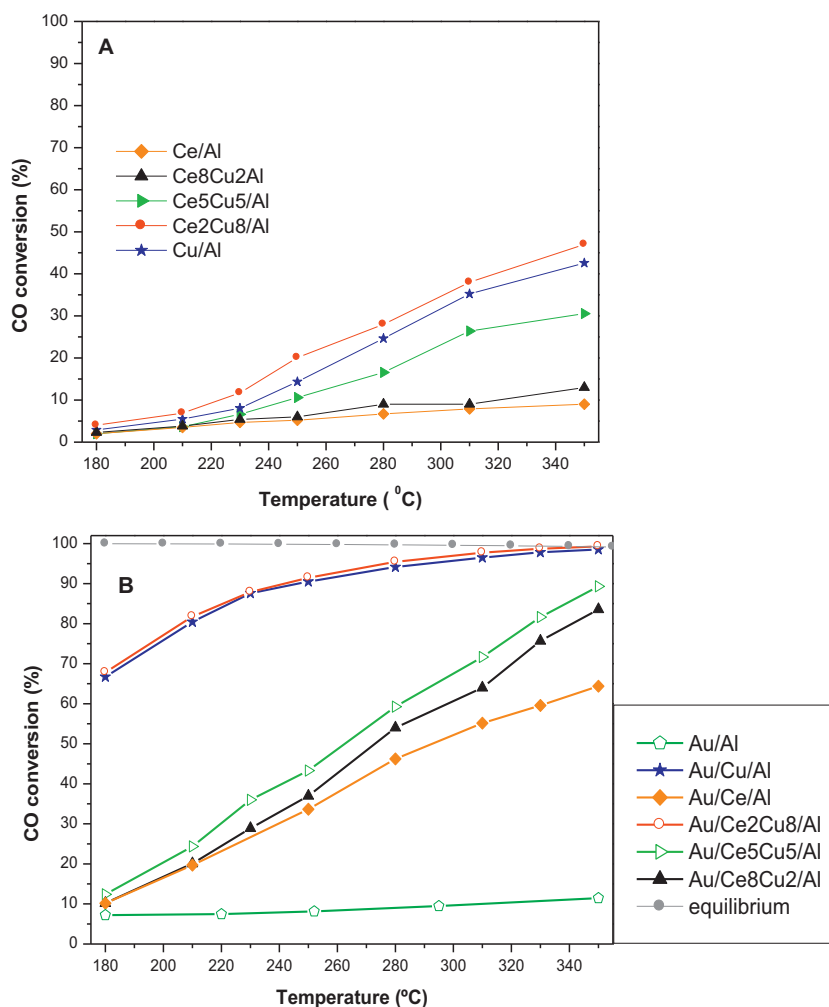 A
CO conversion (%)
100
90
80
70
60
50
40
30
20
10
0
Ce/Al
Ce8Cu2Al
Ce5Cu5/Al
Ce2Cu8/Al
Cu/Al
180 200 220 240 260 280 300 320 340
Temperature ( ⁰C)
B
CO conversion (%)
100
90
80
70
60
50
40
30
20
10
0
180 200 220 240 260 280 300 320 340
Temperature (ºC)
Au/Al
Au/Cu/Al
Au/Ce/Al
Au/Ce2Cu8/Al
Au/Ce5Cu5/Al
Au/Ce8Cu2/Al
equilibrium